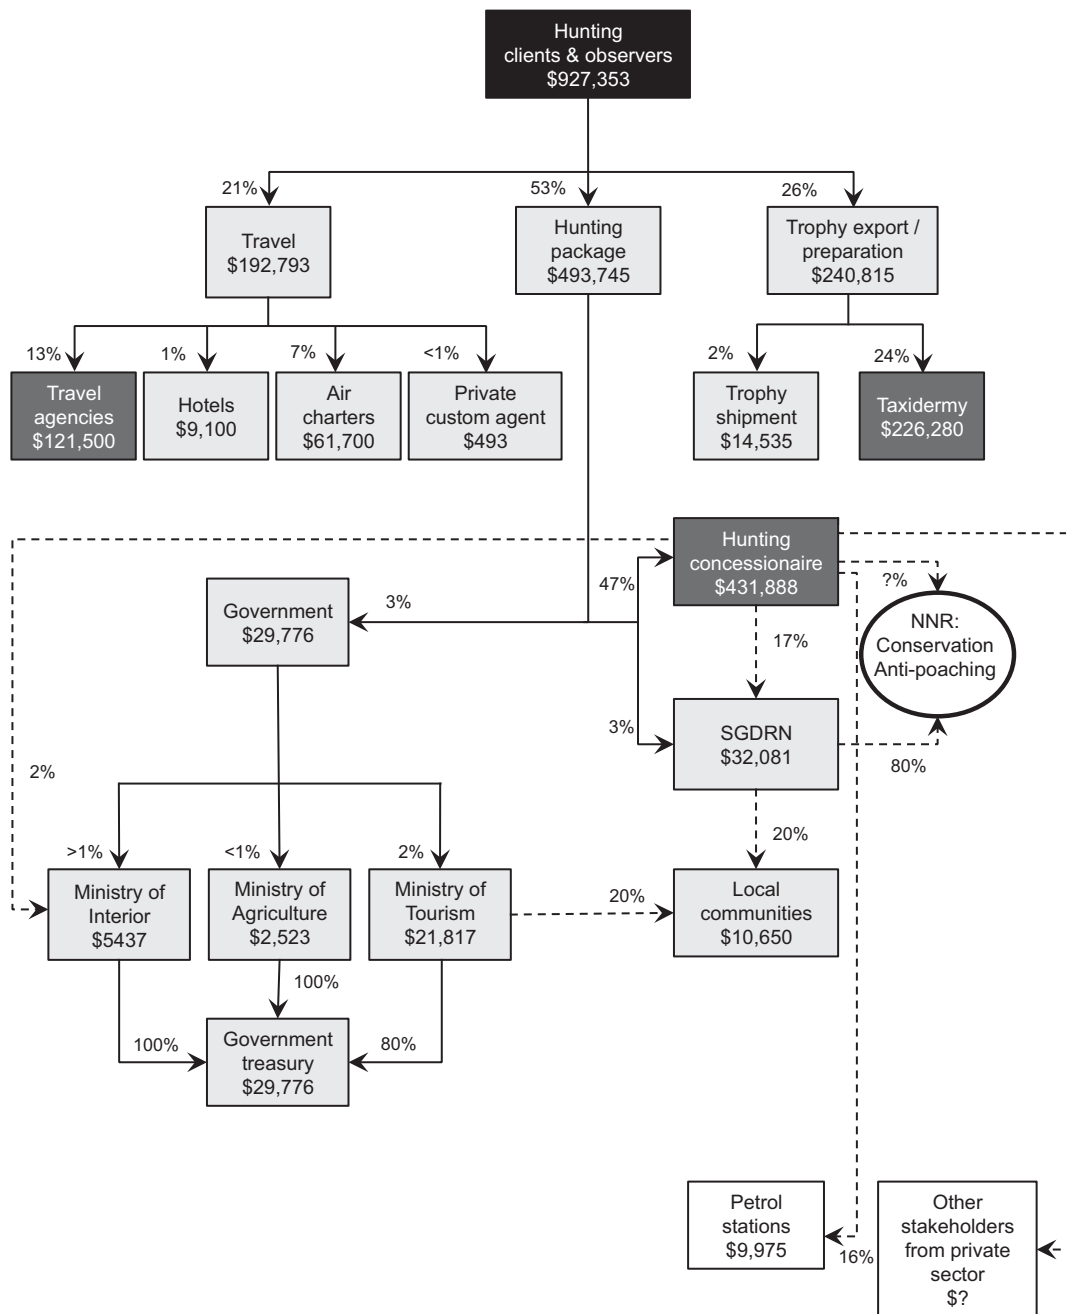 Hunting
clients & observers
$927,353
21%
53%
26%
Travel
$192,793
Hunting
package
$493,745
Trophy export /
preparation
$240,815
13%
1%
7%
<1%
2%
24%
Travel
agencies
$121,500
Hotels
$9,100
Air
charters
$61,700
Private
custom agent
$493
Trophy
shipment
$14,535
Taxidermy
$226,280
Hunting
concessionaire
$431,888
47%
?%
Government
$29,776
3%
17%
NNR:
Conservation
Anti-poaching
3%
SGDRN
$32,081
80%
2%
>1%
<1%
2%
20%
Ministry of
Interior
$5437
Ministry of
Agriculture
$2,523
Ministry of
Tourism
$21,817
20%
Local
communities
$10,650
100%
100%
80%
Government
treasury
$29,776
Petrol
stations
$9,975
16%
Other
stakeholders
from private
sector
$?